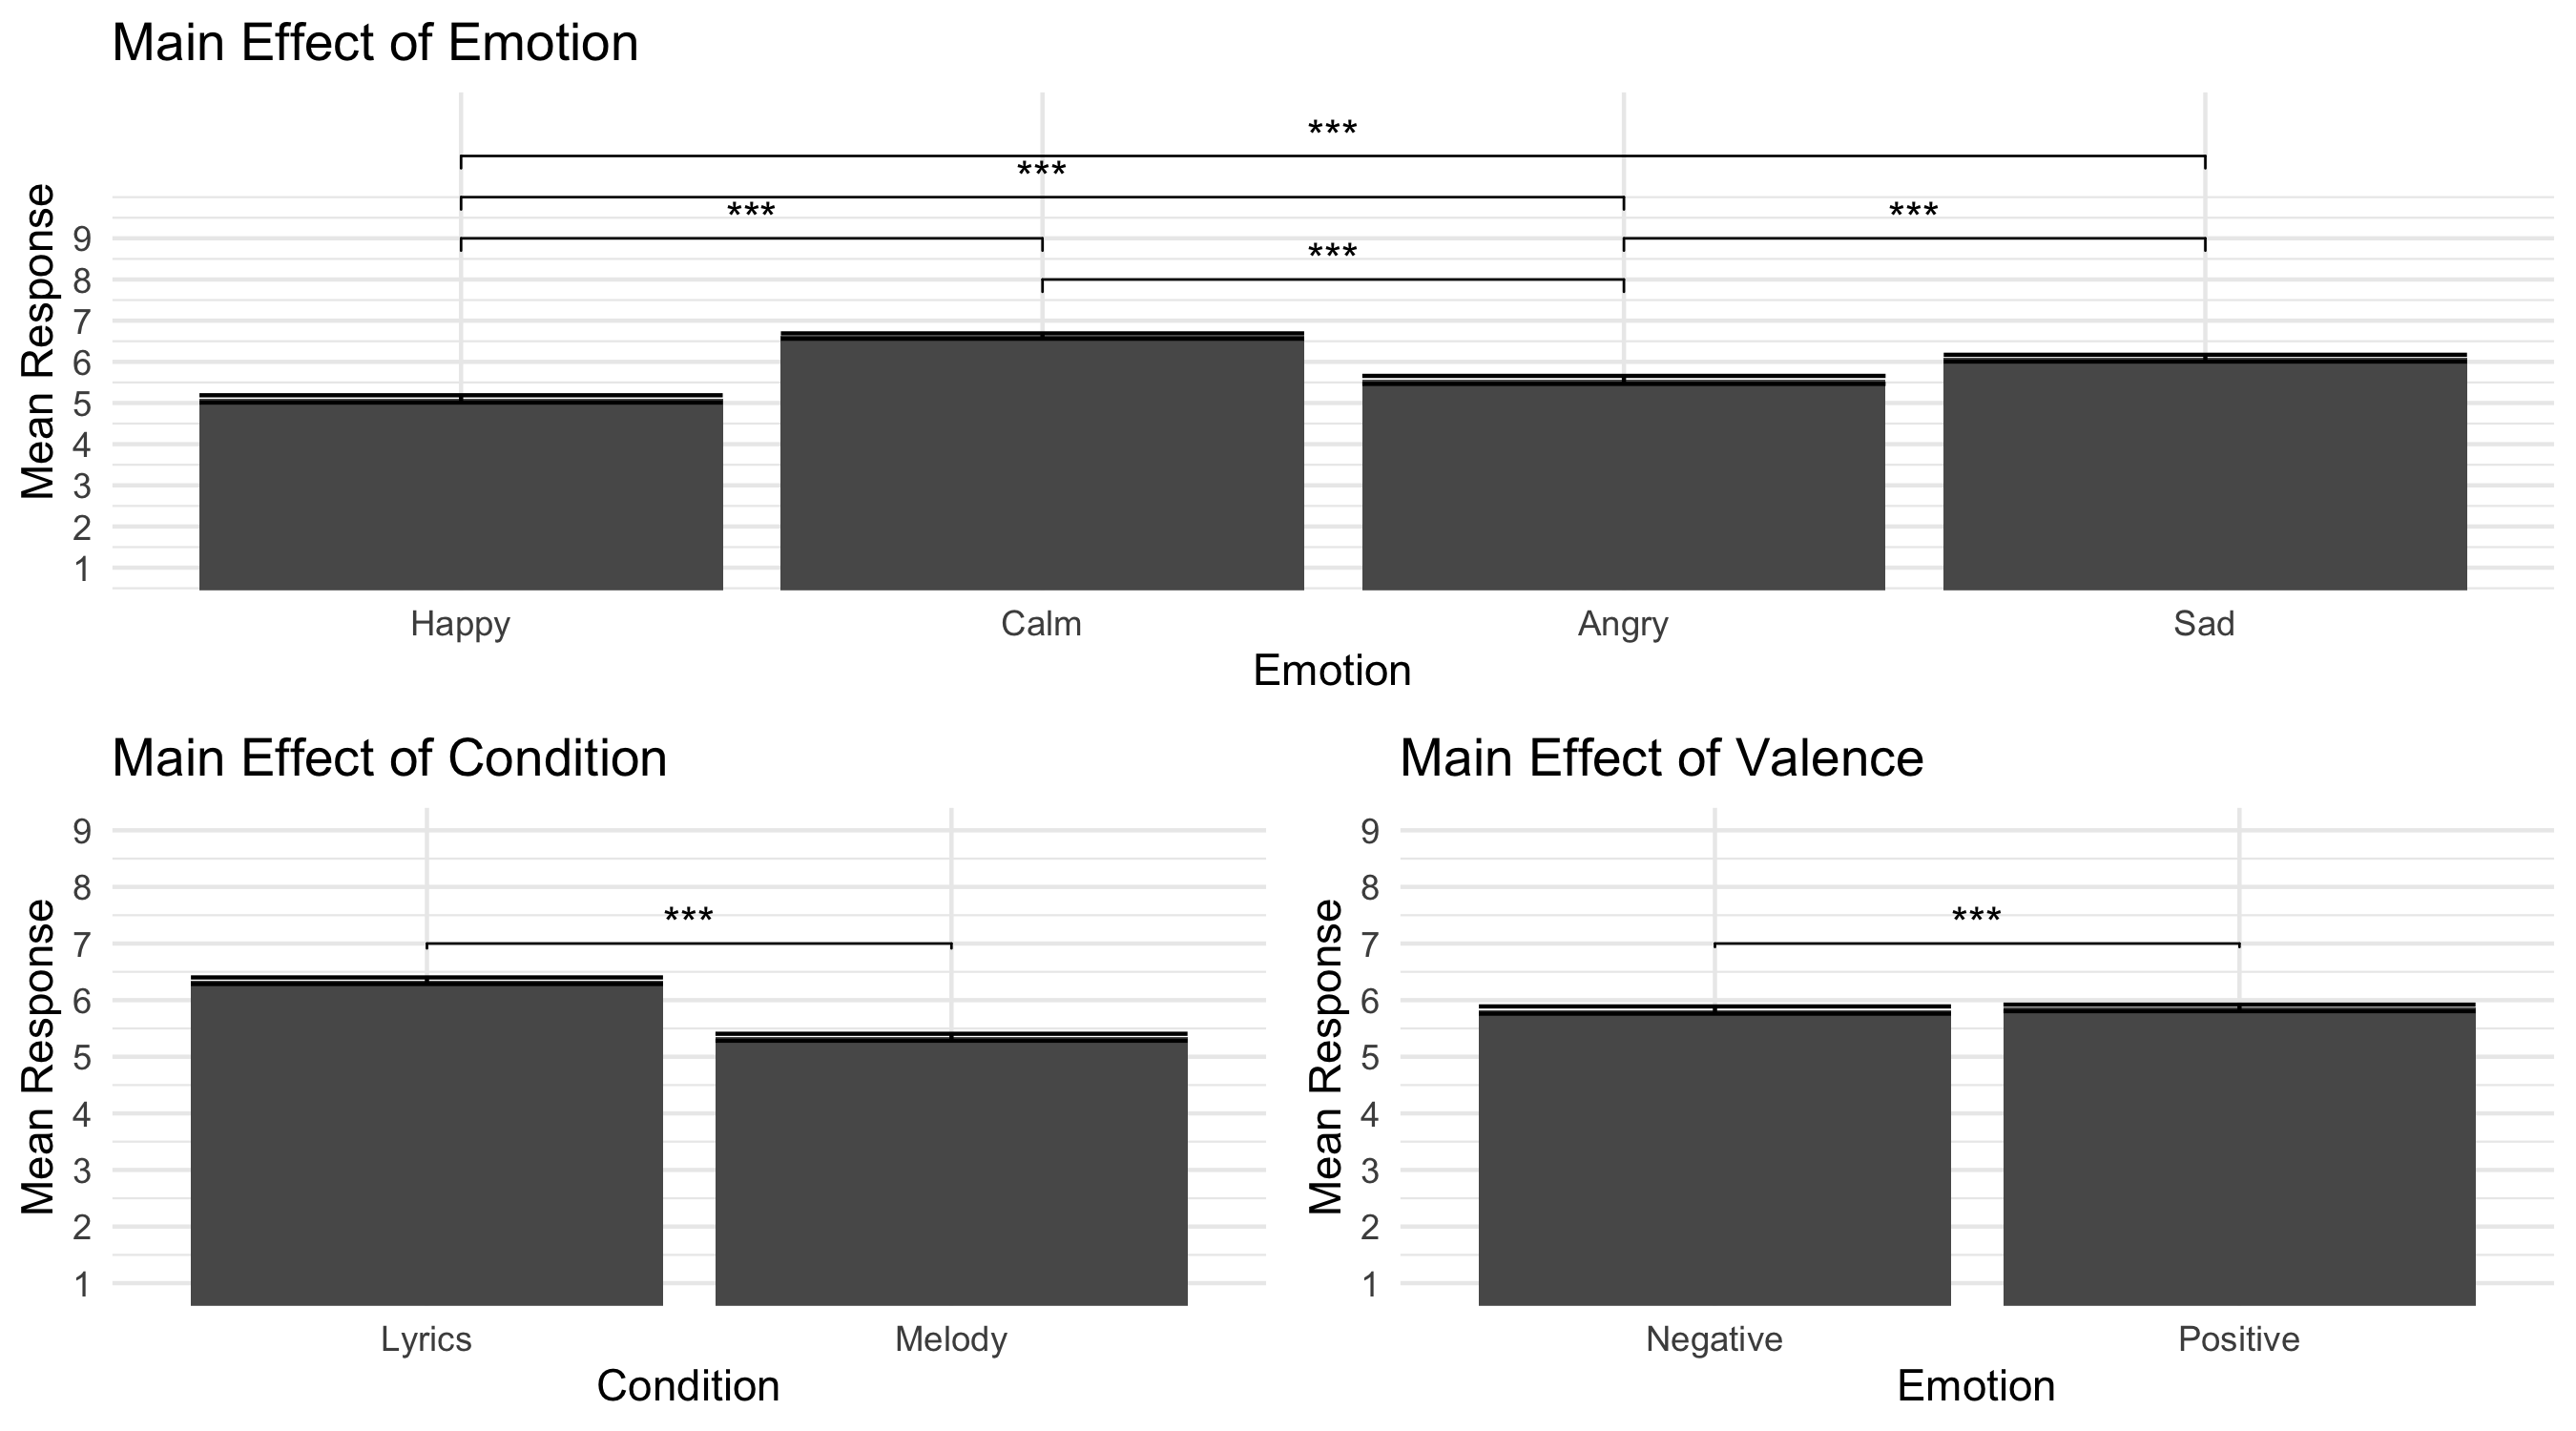 Main Effect of Emotion
***
***
***
***
***
Mean Response
9
8
7
6
5
4
3
2
1
Happy Calm Angry Sad
Emotion
Main Effect of Condition
***
Mean Response
9
8
7
6
5
4
3
2
1
Lyrics Melody
Condition
Main Effect of Valence
***
Mean Response
9
8
7
6
5
4
3
2
1
Negative Positive
Emotion